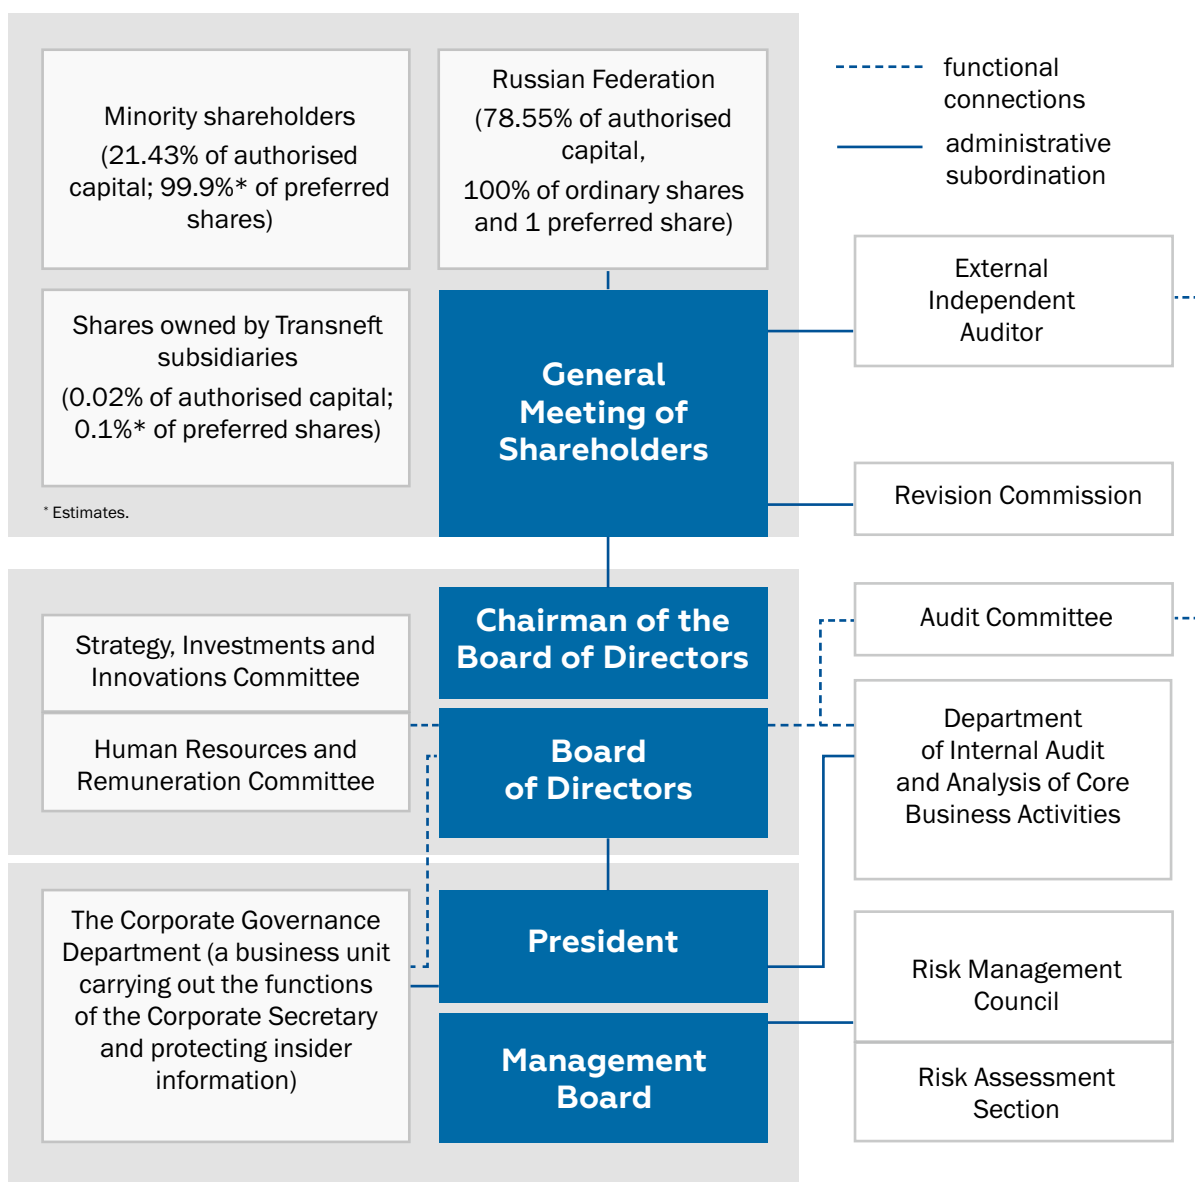 Minority shareholders
(21.43% of authorised
capital; 99.9%* of preferred
shares)
Russian Federation
(78.55% of authorised
capital,
100% of ordinary shares
and 1 preferred share)
functional
connections
administrative
subordination
Shares owned by Transneft
subsidiaries
(0.02% of authorised capital;
0.1%* of preferred shares)
* Estimates.
General
Meeting of
Shareholders
External
Independent
Auditor
Revision Commission
Strategy, Investments and
Innovations Committee
Human Resources and
Remuneration Committee
Chairman of the
Board of Directors
Board
of Directors
Audit Committee
Department
of Internal Audit
and Analysis of Core
Business Activities
The Corporate Governance
Department (a business unit
carrying out the functions
of the Corporate Secretary
and protecting insider
information)
President
Management
Board
Risk Management
Council
Risk Assessment
Section